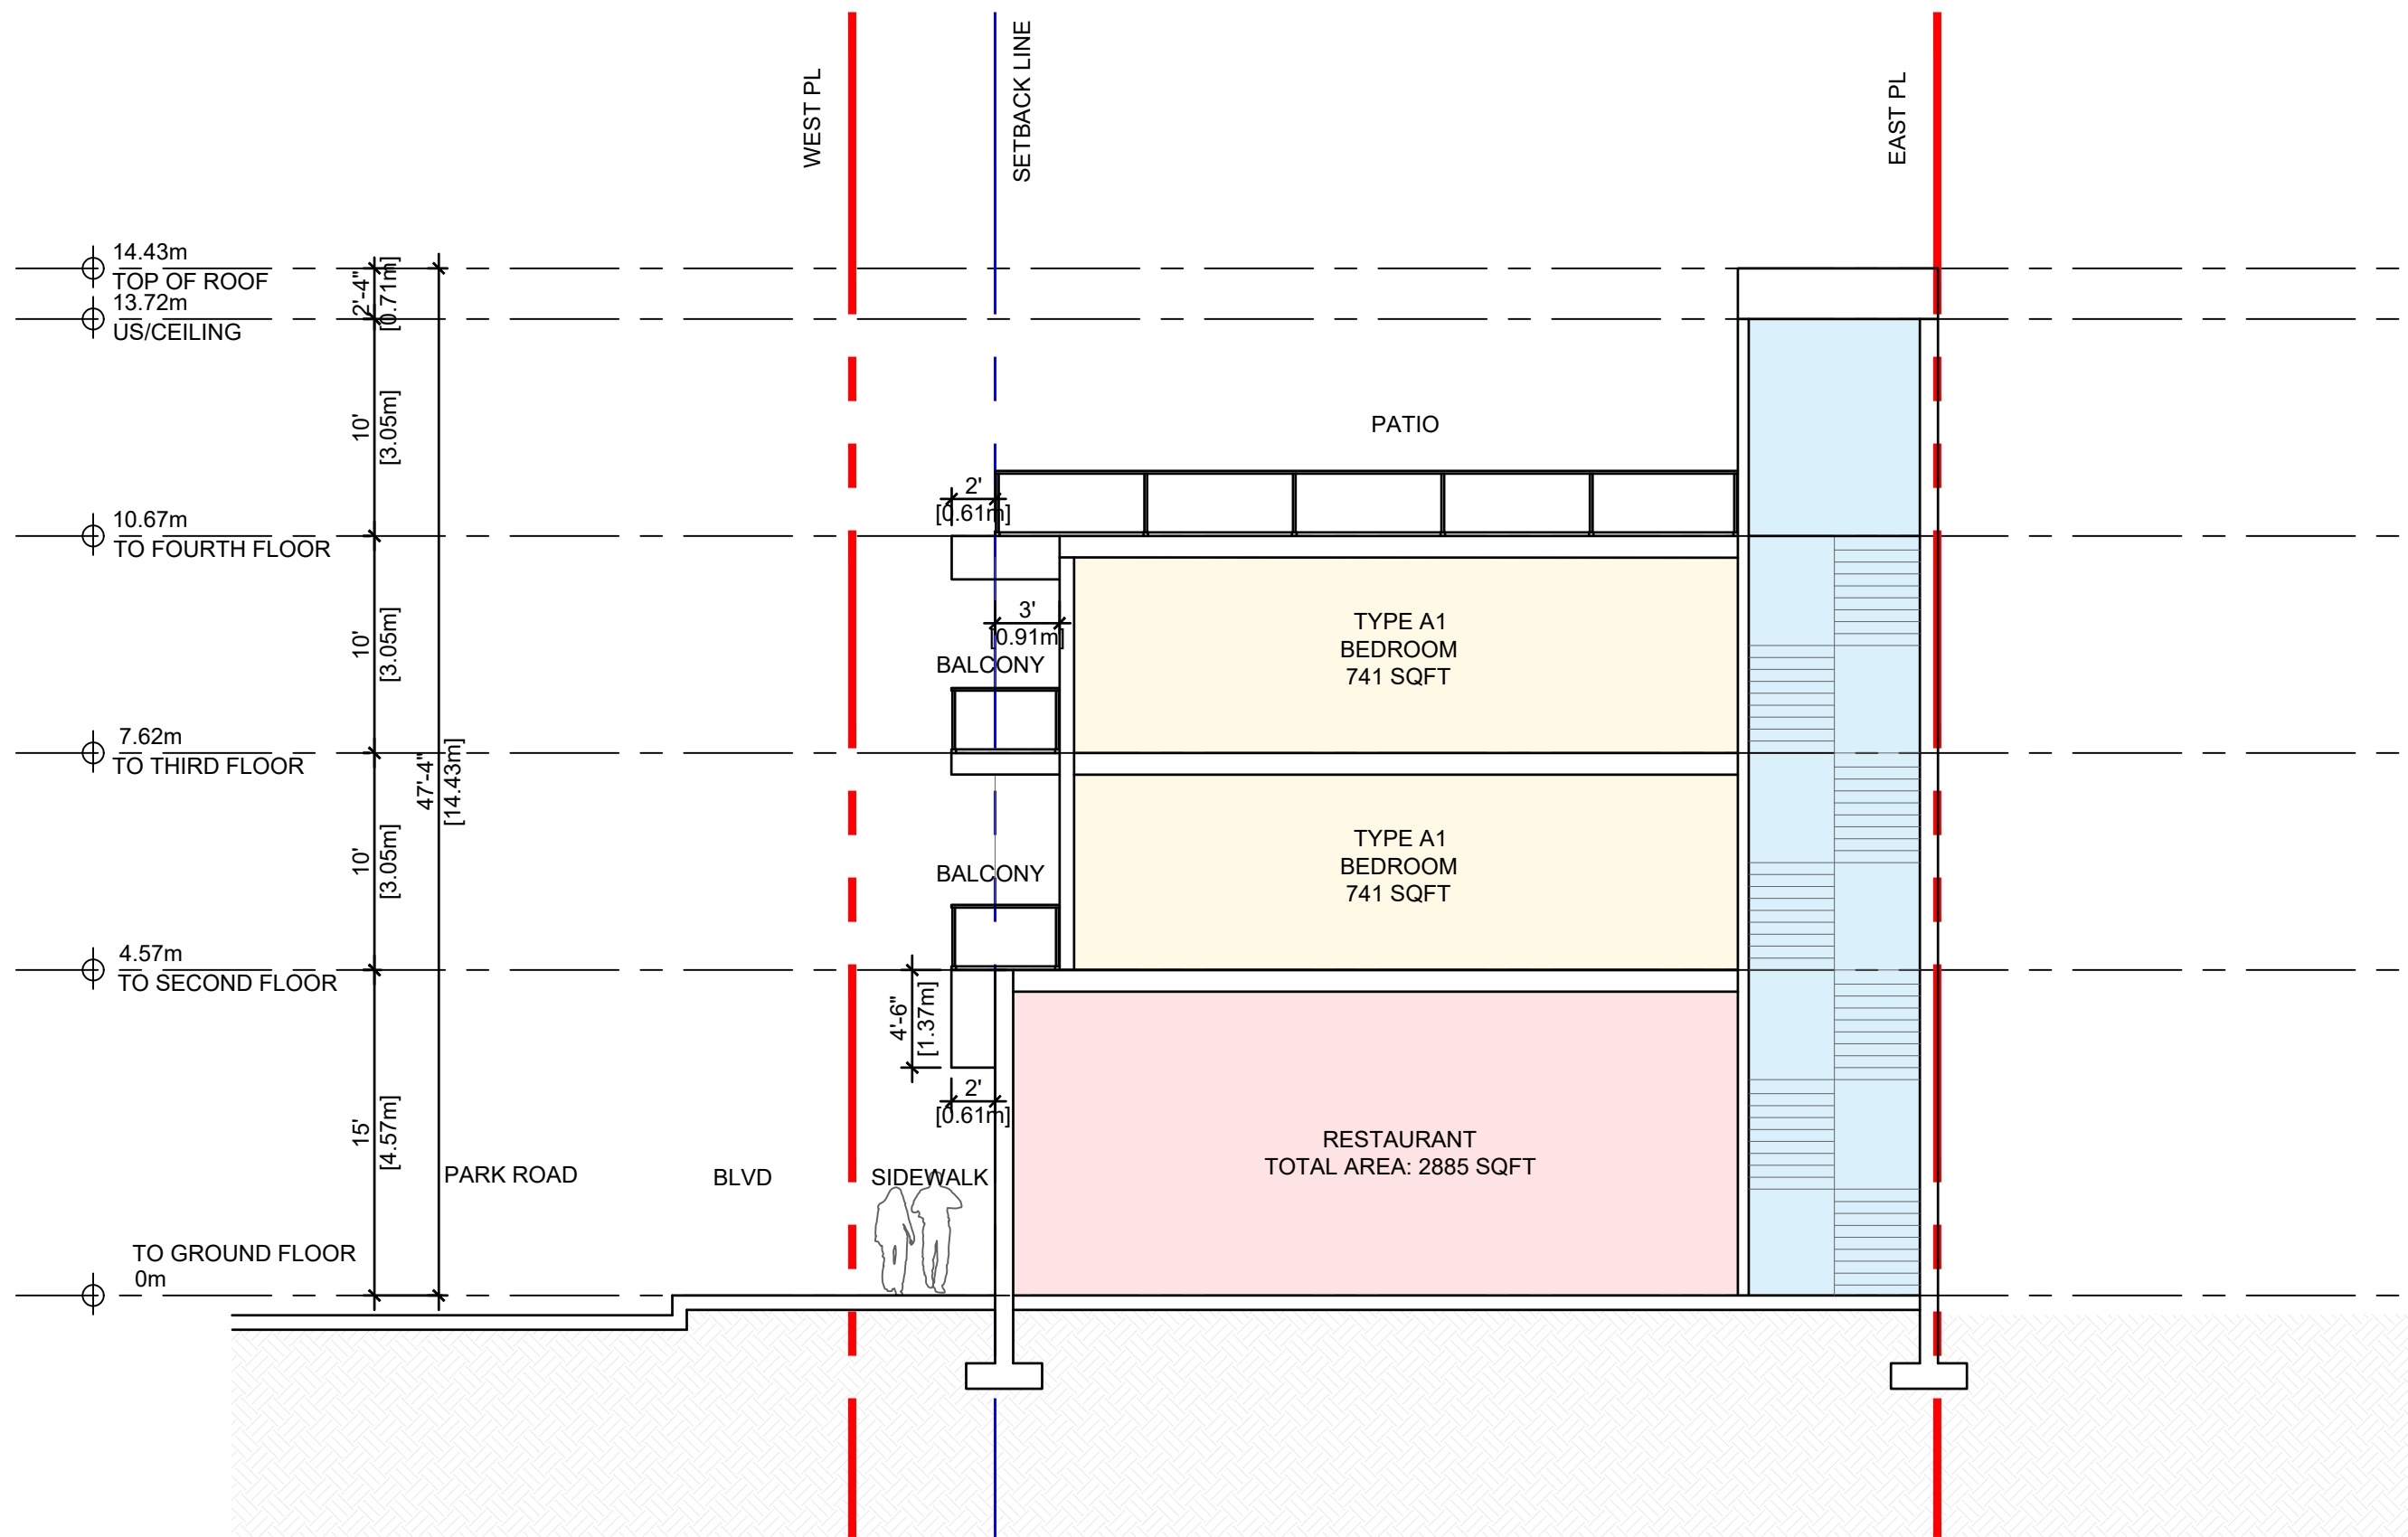 WEST PL
SETBACK LINE
EAST PL
14.43m
TOP OF ROOF
13.72m
US/CEILING
2'-4"
[0.71m]
10'
[3.05m]
PATIO
2'
[0.61m]
10.67m
TO FOURTH FLOOR
3'
[0.91m]
BALCONY
TYPE A1
BEDROOM
741 SQFT
10'
[3.05m]
7.62m
TO THIRD FLOOR
47'-4"
[14.43m]
10'
[3.05m]
BALCONY
TYPE A1
BEDROOM
741 SQFT
4.57m
TO SECOND FLOOR
4'-6"
[1.37m]
2'
[0.61m]
15'
[4.57m]
RESTAURANT
TOTAL AREA: 2885 SQFT
PARK ROAD
BLVD
SIDEWALK
TO GROUND FLOOR
0m